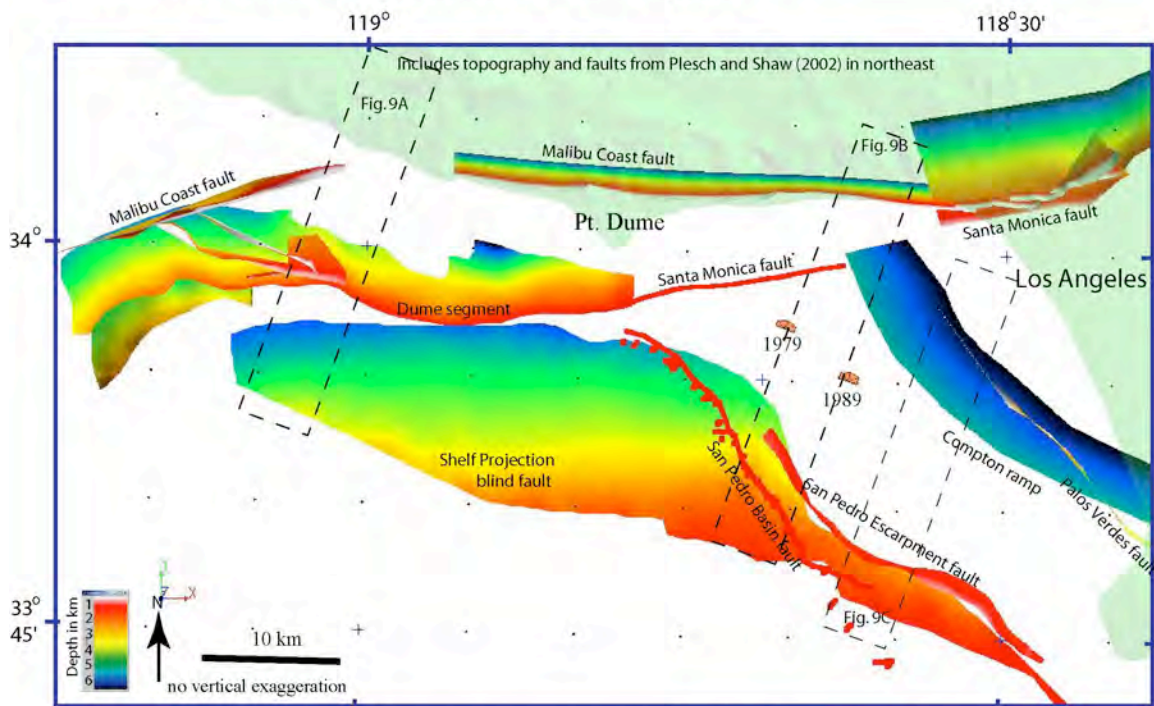 119°
118° 30'
Includes topography and faults from Plesch and Shaw (2002) in northeast
Fig. 9A
Malibu Coast fault
Fig. 9B
Malibu Coast fault
Santa Monica fault
Pt. Dume
34°
Santa Monica fault
Los Angeles
Dume segment
1979
1989
Compton ramp
Palos Verdes fault
Shelf Projection
blind fault
San Pedro Basin fault
San Pedro Escarpment fault
Fig. 9C
33°
45'
Depth in km
1
2
3
4
5
6
Z
X
N
10 km
no vertical exaggeration